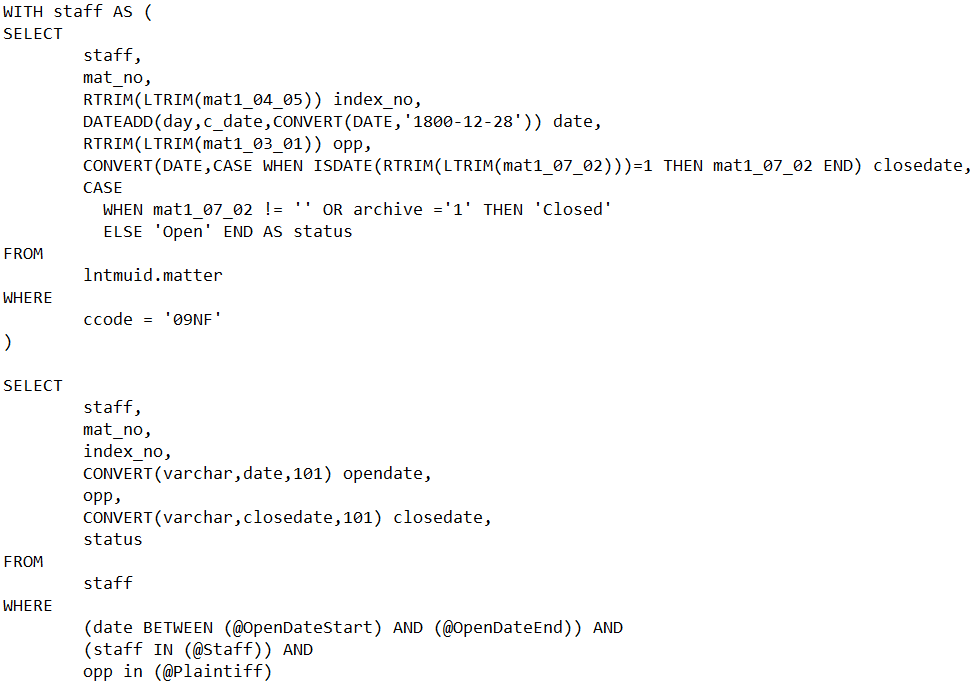 WITH staff AS (
SELECT
        staff,
        mat_no,
        RTRIM(LTRIM(mat1_04_05)) index_no,
        DATEADD(day,c_date,CONVERT(DATE,'1800-12-28')) date,
        RTRIM(LTRIM(mat1_03_01)) opp,
        CONVERT(DATE,CASE WHEN ISDATE(RTRIM(LTRIM(mat1_07_02)))=1 THEN mat1_07_02 END) closedate,
        CASE
          WHEN mat1_07_02 != '' OR archive ='1' THEN 'Closed'
          ELSE 'Open' END AS status
FROM
        lntmuid.matter
WHERE
        ccode = '09NF'
)

SELECT
        staff,
        mat_no,
        index_no,
        CONVERT(varchar,date,101) opendate,
        opp,
        CONVERT(varchar,closedate,101) closedate,
        status
FROM
        staff
WHERE
        (date BETWEEN (@OpenDateStart) AND (@OpenDateEnd)) AND
        (staff IN (@Staff)) AND
        opp in (@Plaintiff)